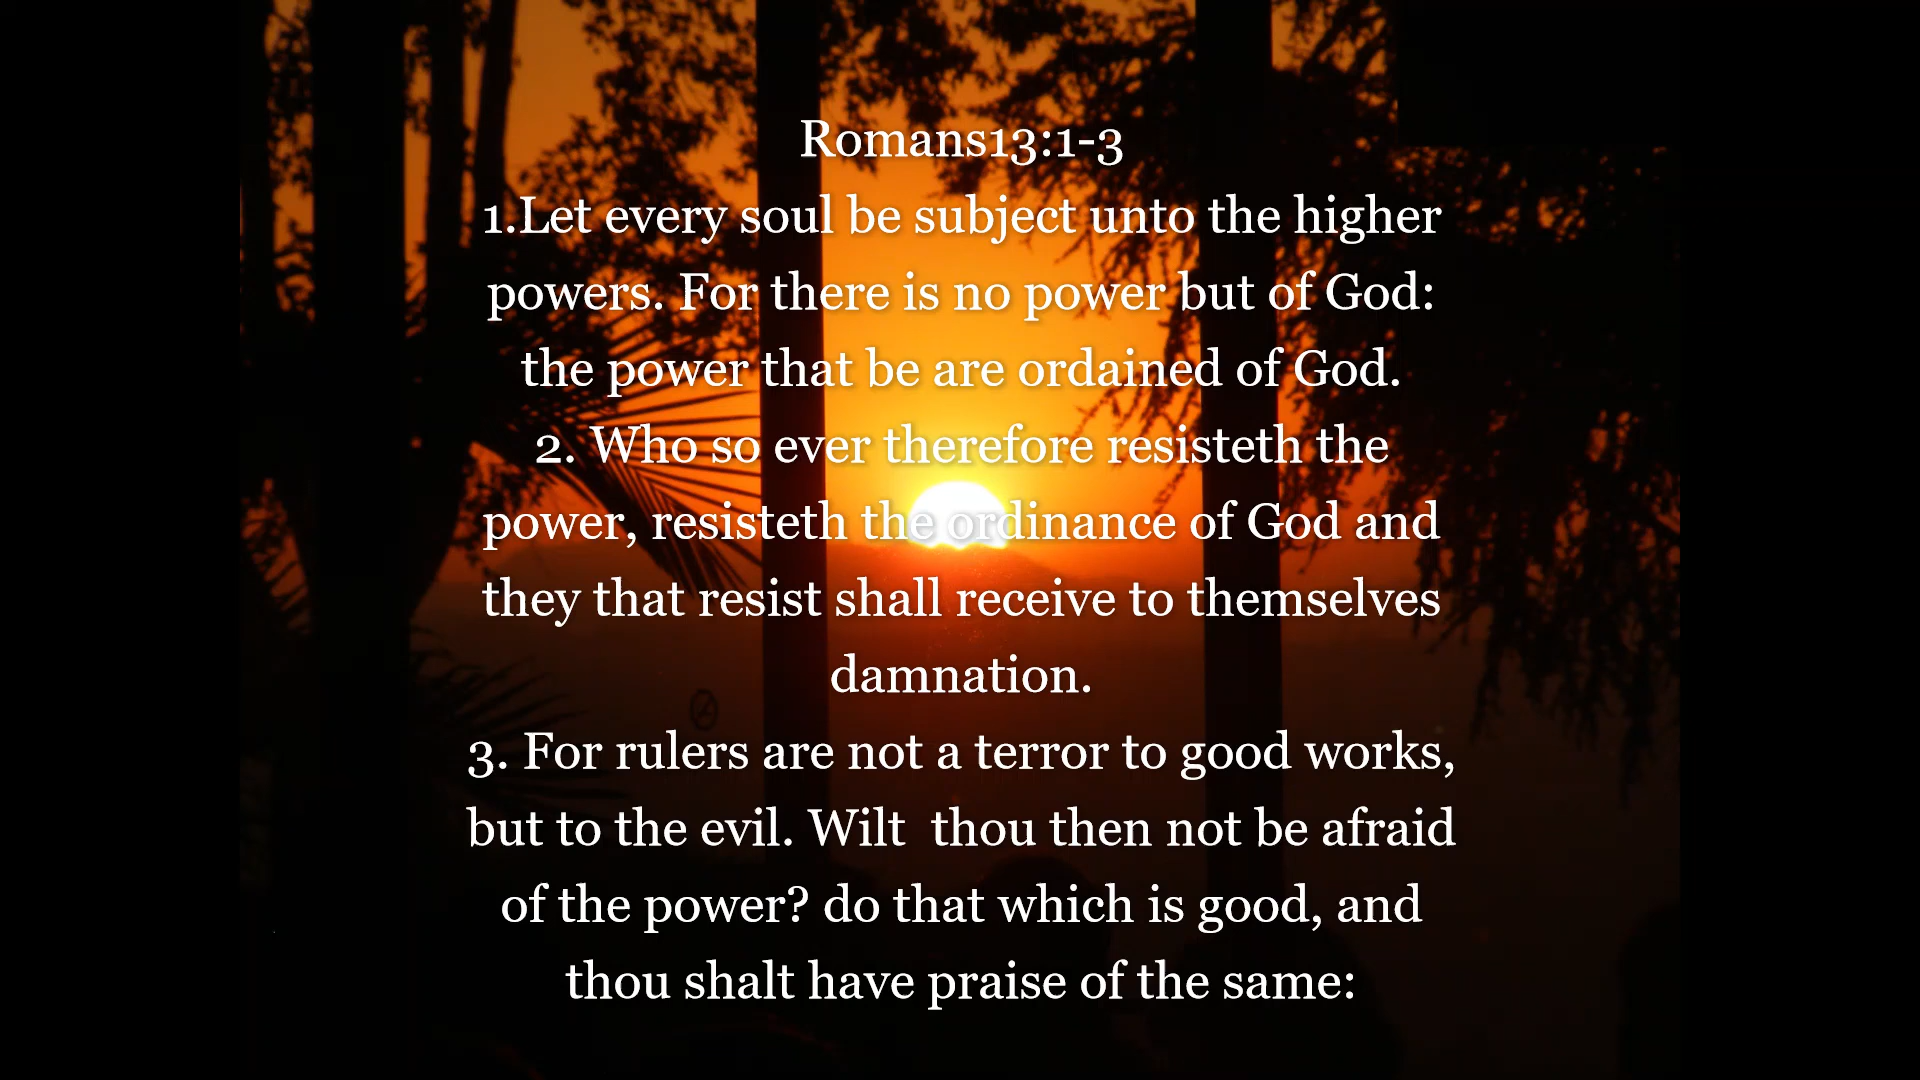 Romans13:1-3
1.Let every soul be subject unto the higher
powers. For there is no power but of God:
the power that be are ordained of God.
2. Who so ever therefore resisteth the
power, resisteth the ordinance of God and
they that resist shall receive to themselves
damnation.
3. For rulers are not a terror to good works,
but to the evil. Wilt  thou then not be afraid
of the power? do that which is good, and
thou shalt have praise of the same: